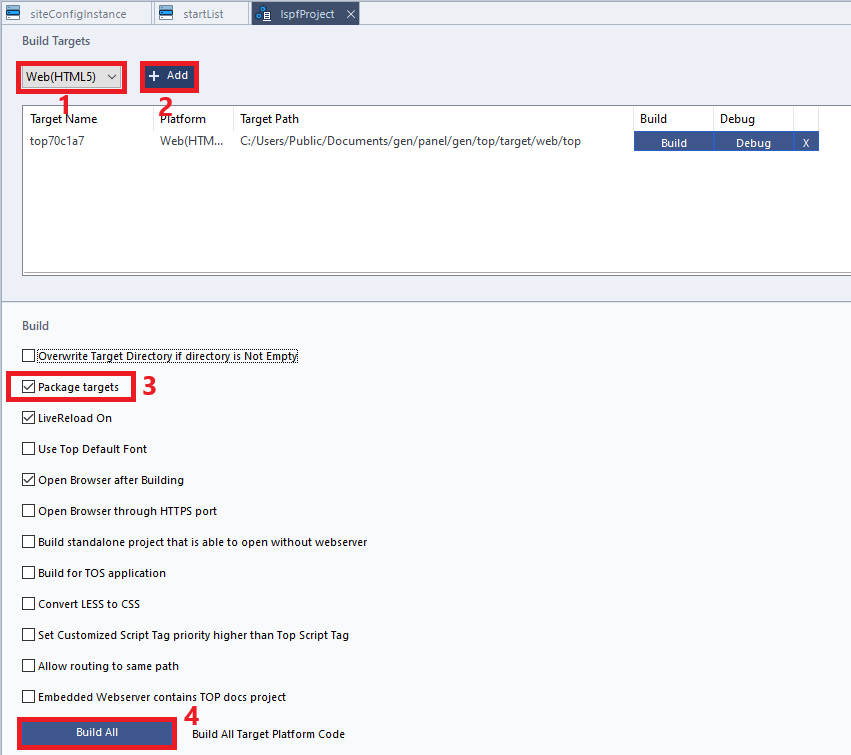 siteConfigInstance startList IspfProject
Build Targets
Web(HTML5) + Add
1 2
Target Name Platform Target Path Build Debug
top70c1a7 Web(HTM... C:/Users/Public/Documents/gen/panel/gen/top/target/web/top Build Debug X
Build
Overwrite Target Directory if directory is Not Empty
Package targets 3
LiveReload On
Use Top Default Font
Open Browser after Building
Open Browser through HTTPS port
Build standalone project that is able to open without webserver
Build for TOS application
Convert LESS to CSS
Set Customized Script Tag priority higher than Top Script Tag
Allow routing to same path
Embedded Webserver contains TOP docs project
4
Build All Build All Target Platform Code